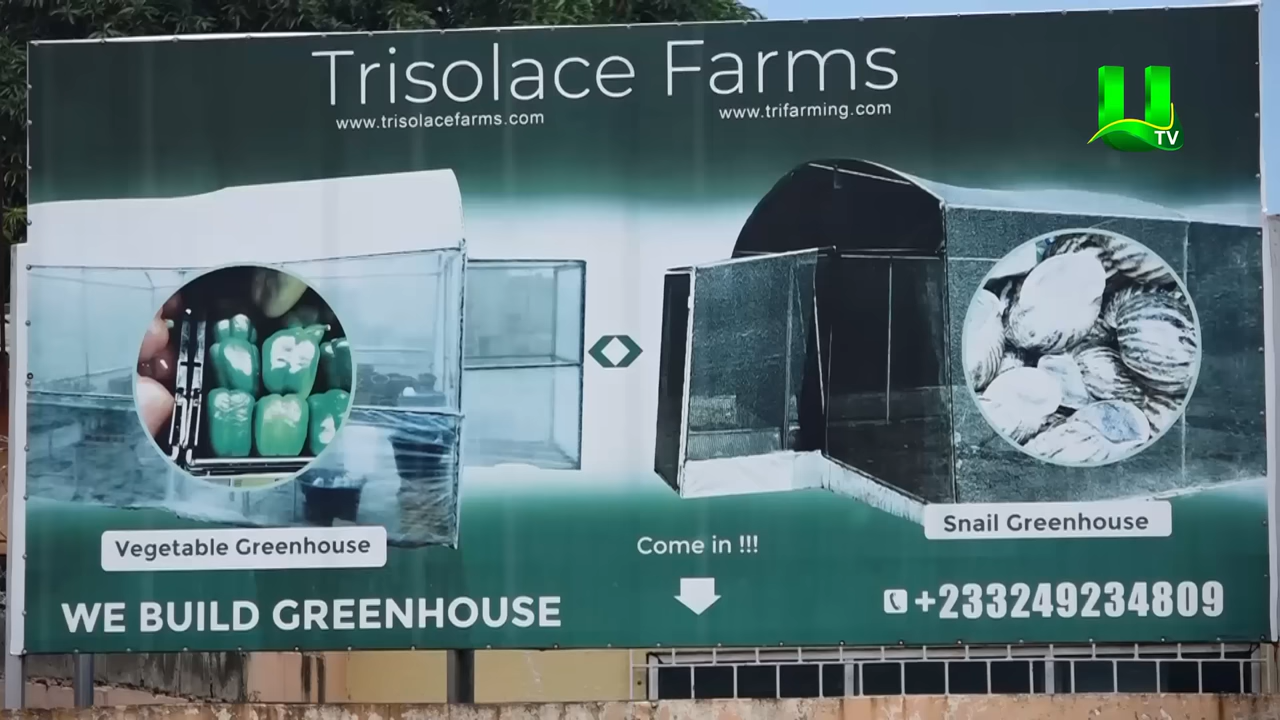 Trisolace Farms
www.trisolacefarms.com
www.trifarming.com
U TV
Vegetable Greenhouse
Snail Greenhouse
Come in !!!
WE BUILD GREENHOUSE
+233249234809